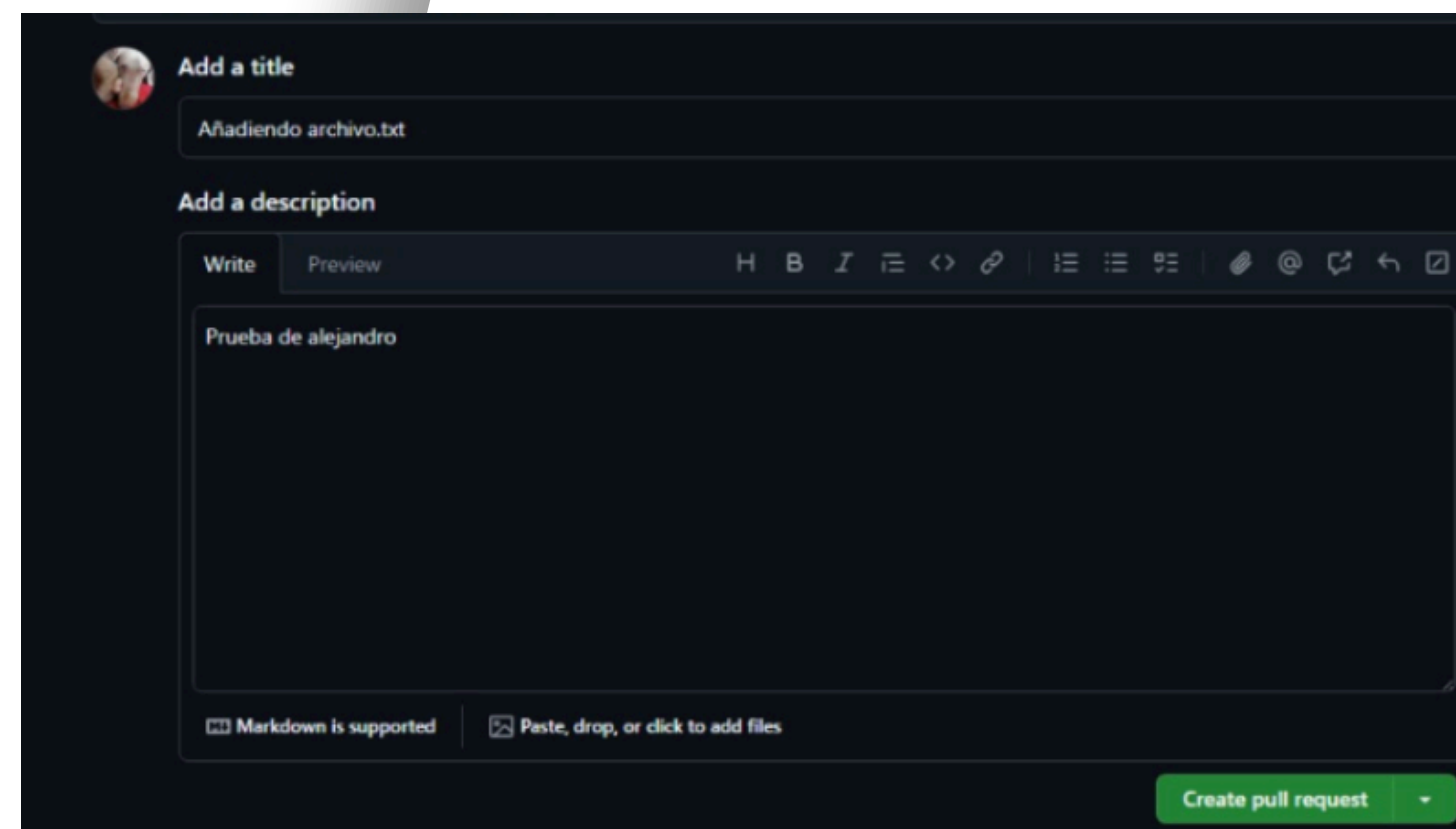 Add a title
Añadiendo archivo.txt
Add a description
Write Preview
Prueba de alejandro
Markdown is supported Paste, drop, or click to add files
Create pull request